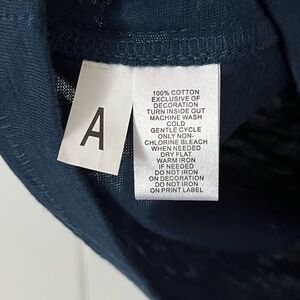 A
100% COTTON
EXCLUSIVE OF
DECORATION
TURN INSIDE OUT
MACHINE WASH
COLD
GENTLE CYCLE
ONLY NON-
CHLORINE BLEACH
WHEN NEEDED
DRY FLAT
WARM IRON
IF NEEDED
DO NOT IRON
ON DECORATION
DO NOT IRON
ON PRINT LABEL